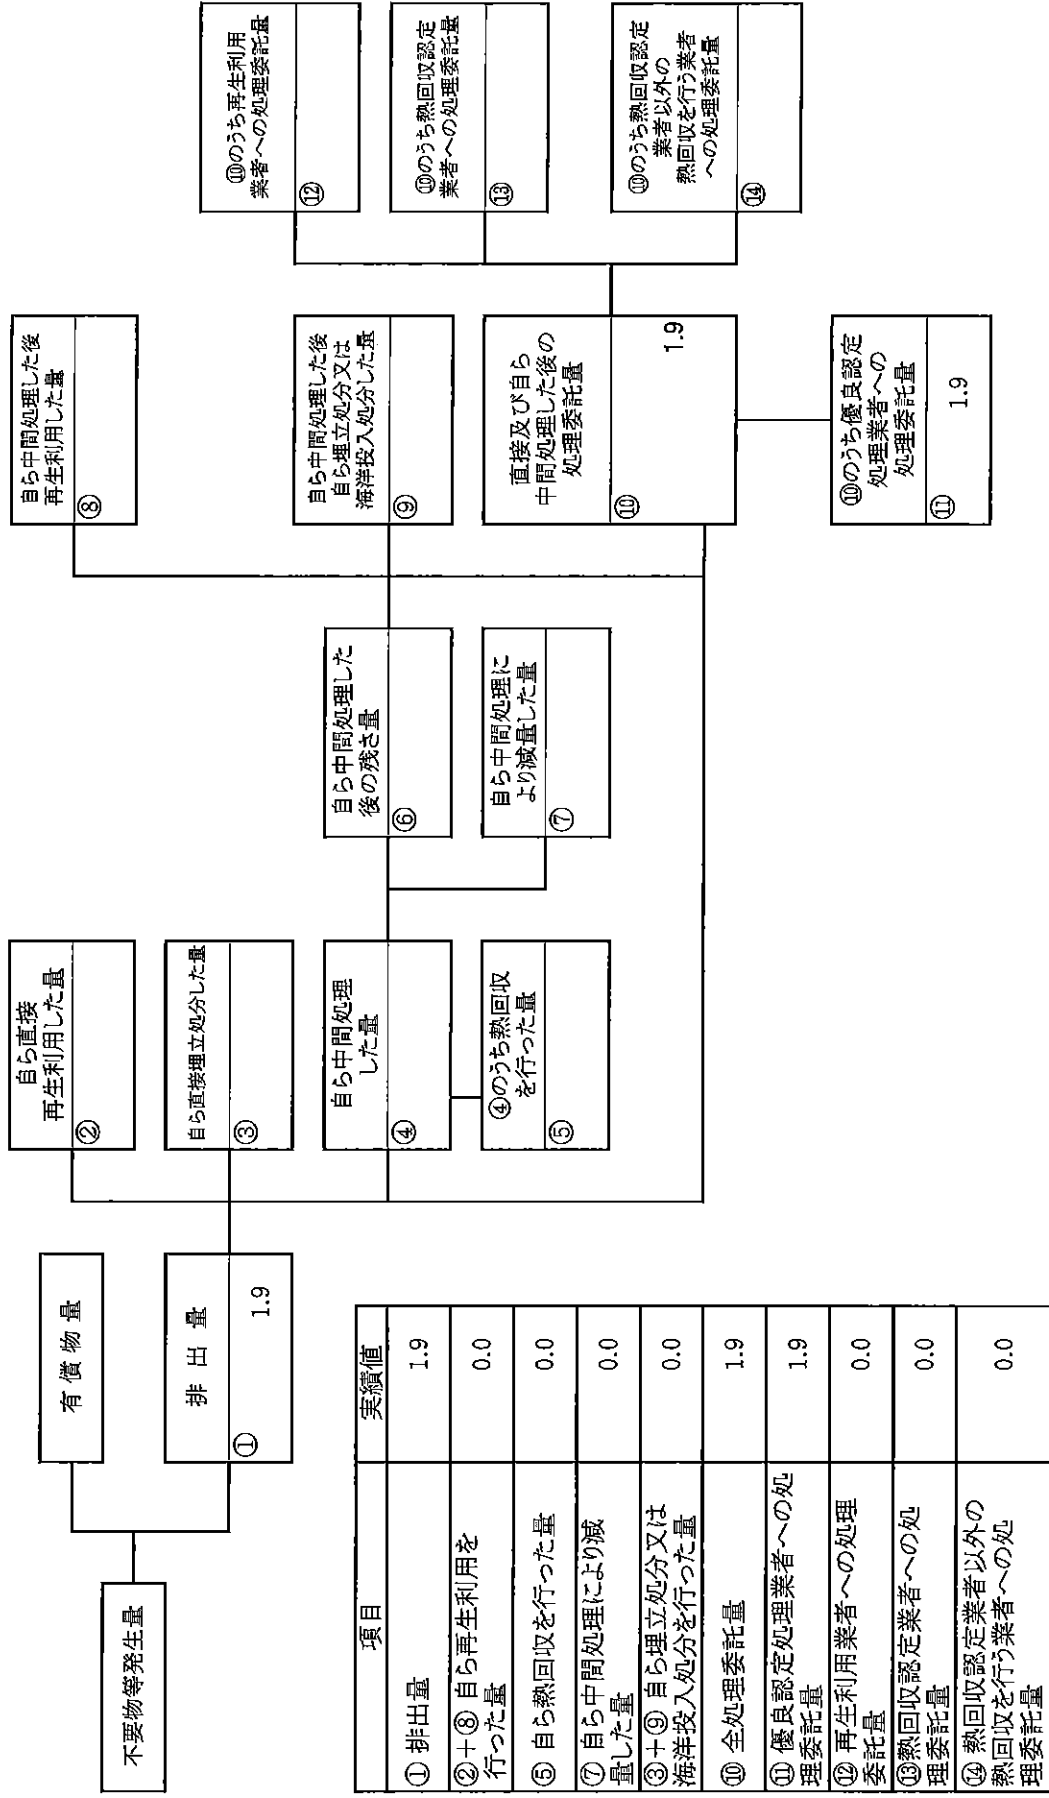 不要物等発生量
有償物量
排出量
①
1.9
自ら直接
再生利用した量
②
自ら直接埋立処分した量
③
自ら中間処理
した量
④
④のうち熱回収
を行った量
⑤
自ら中間処理した
後の残さ量
⑥
自ら中間処理に
より減量した量
⑦
自ら中間処理した後
再生利用した量
⑧
自ら中間処理した後
自ら埋立処分又は
海洋投入処分した量
⑨
直接及び自ら
中間処理した後の
処理委託量
⑩
1.9
⑩のうち優良認定
処理業者への
処理委託量
⑪
1.9
⑩のうち再生利用
業者への処理委託量
⑫
⑩のうち熱回収認定
業者への処理委託量
⑬
⑩のうち熱回収認定
業者以外の
熱回収を行う業者
への処理委託量
⑭
項目 実績値
①排出量 1.9
②+⑧ 自ら再生利用を
行った量 0.0
⑤ 自ら熱回収を行った量 0.0
⑦ 自ら中間処理により減
量した量 0.0
③+⑨ 自ら埋立処分又は
海洋投入処分を行った量 0.0
⑩ 全処理委託量 1.9
⑪ 優良認定処理業者への処
理委託量 1.9
⑫ 再生利用業者への処理
委託量 0.0
⑬熱回収認定業者への処
理委託量 0.0
⑭ 熱回収認定業者以外の
熱回収を行う業者への処
理委託量 0.0